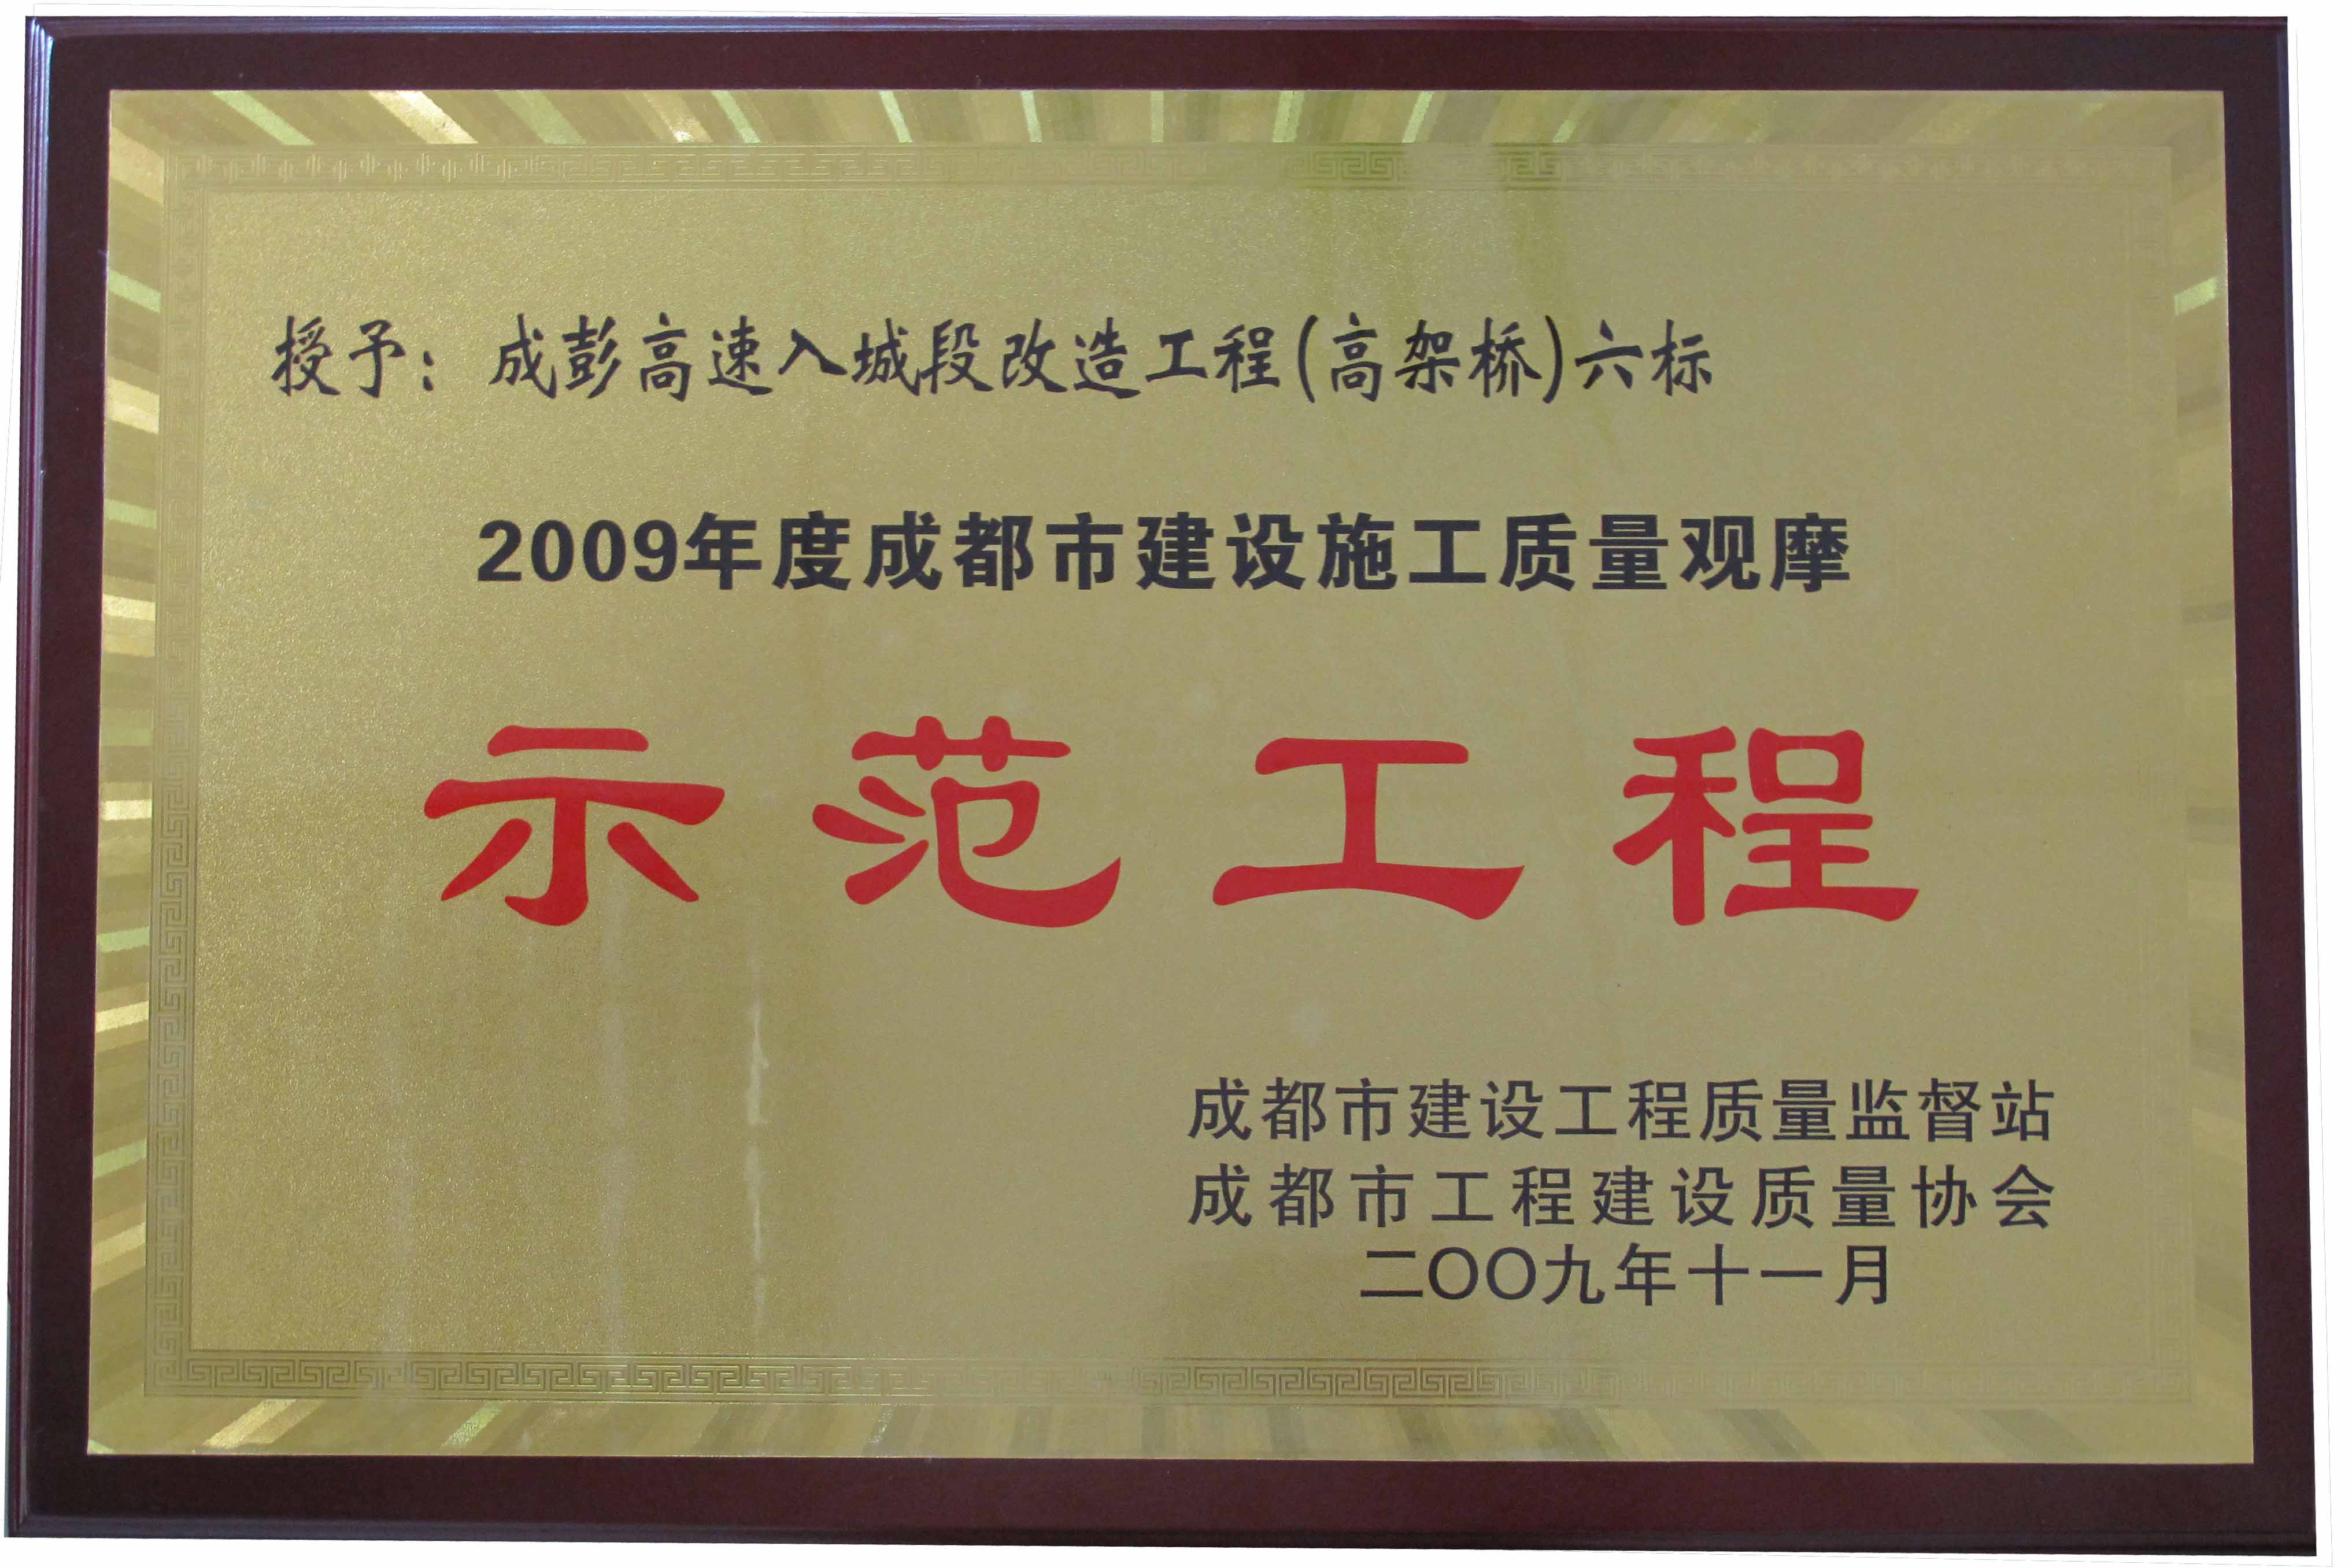 授予：成彭高速入城段改造工程(高架桥)六标
2009年度成都市建设施工质量观摩
示范工程
成都市建设工程质量监督站
成都市工程建设质量协会
二〇〇九年十一月